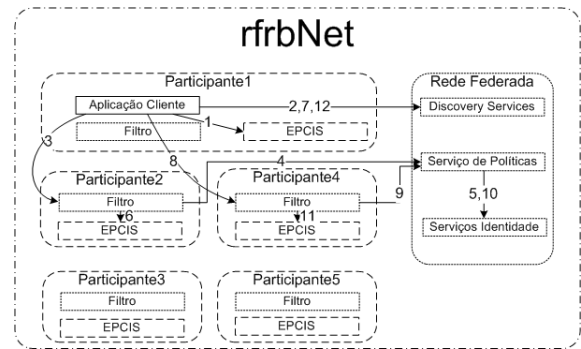 rfrbNet
Participante1
Rede Federada
Aplicação Cliente
2,7,12
Discovery Services
Filtro
1
EPCIS
3
8
4
Serviço de Políticas
Participante2
Participante4
9
5,10
Filtro
Filtro
6
11
EPCIS
EPCIS
Serviços Identidade
Participante3
Participante5
Filtro
Filtro
EPCIS
EPCIS